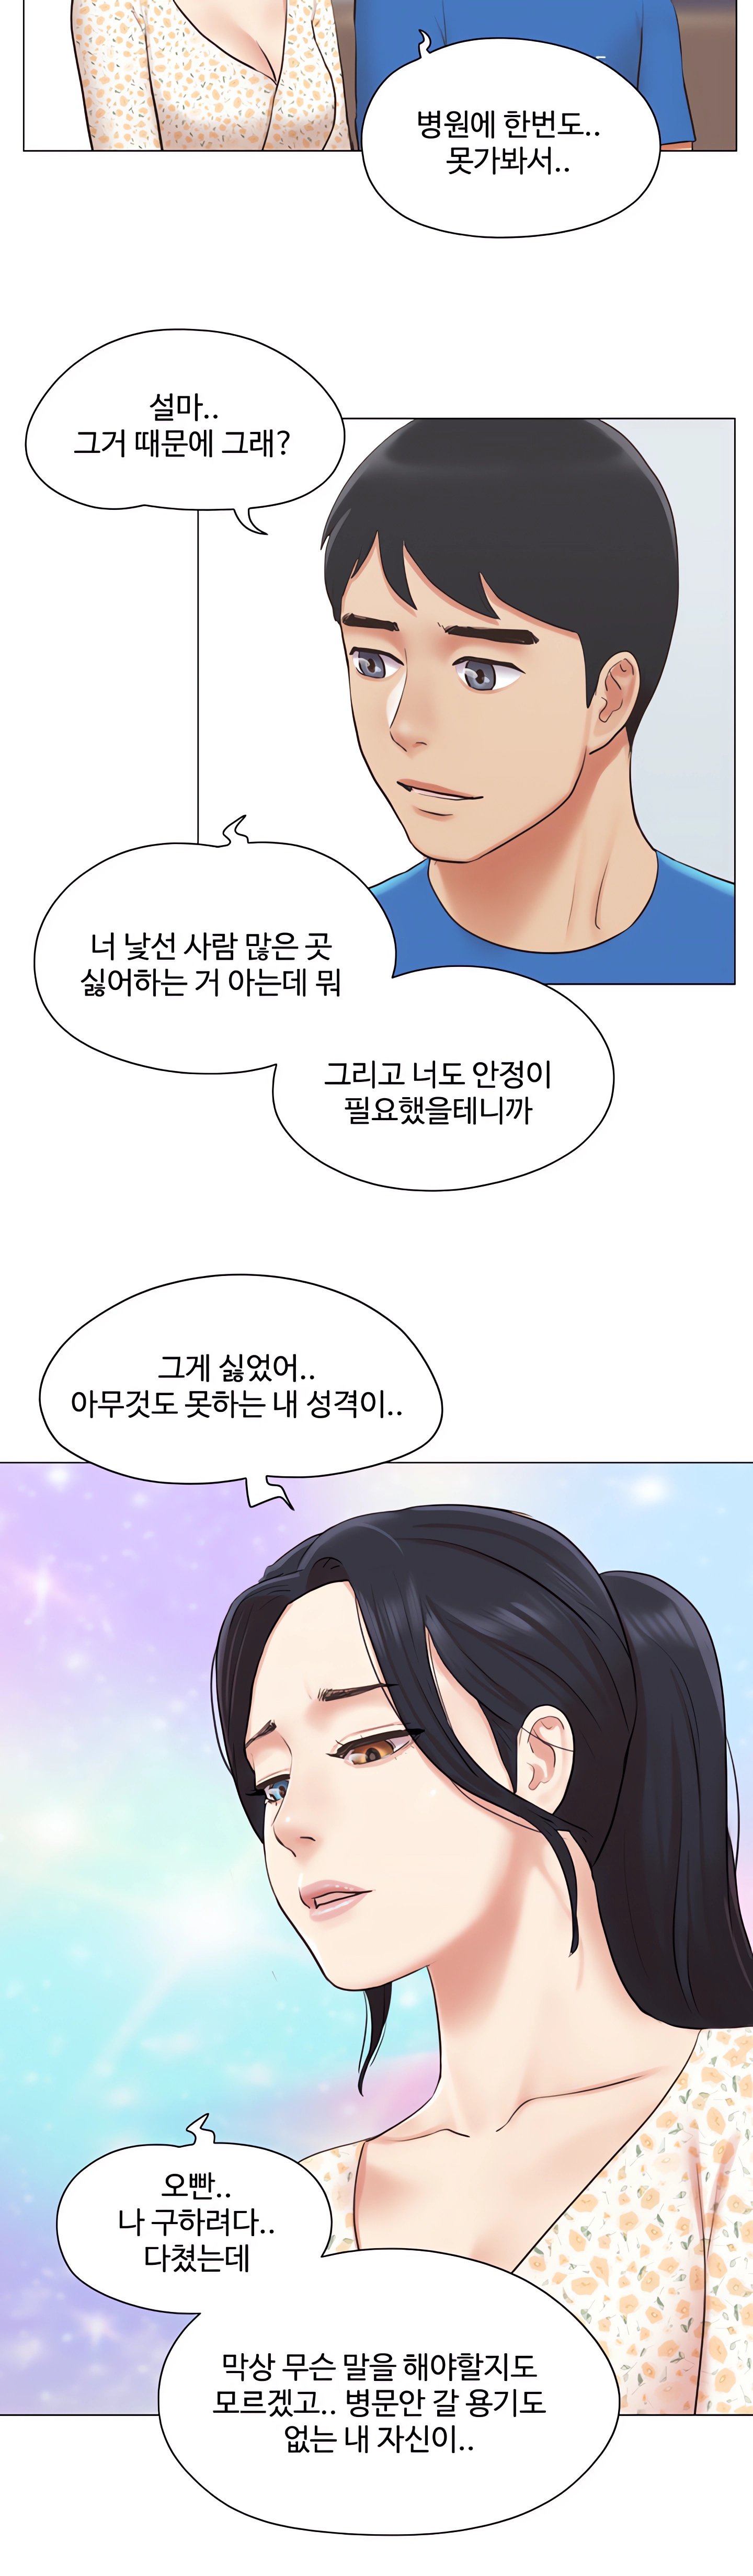 병원에 한번도..
못가봐서..
설마..
그거 때문에 그래?
너 낯선 사람 많은 곳
싫어하는 거 아는데 뭐
그리고 너도 안정이
필요했을테니까
그게 싫었어..
아무것도 못하는 내 성격이..
오빤..
나 구하려다..
다쳤는데
막상 무슨 말을 해야할지도
모르겠고.. 병문안 갈 용기도
없는 내 자신이..